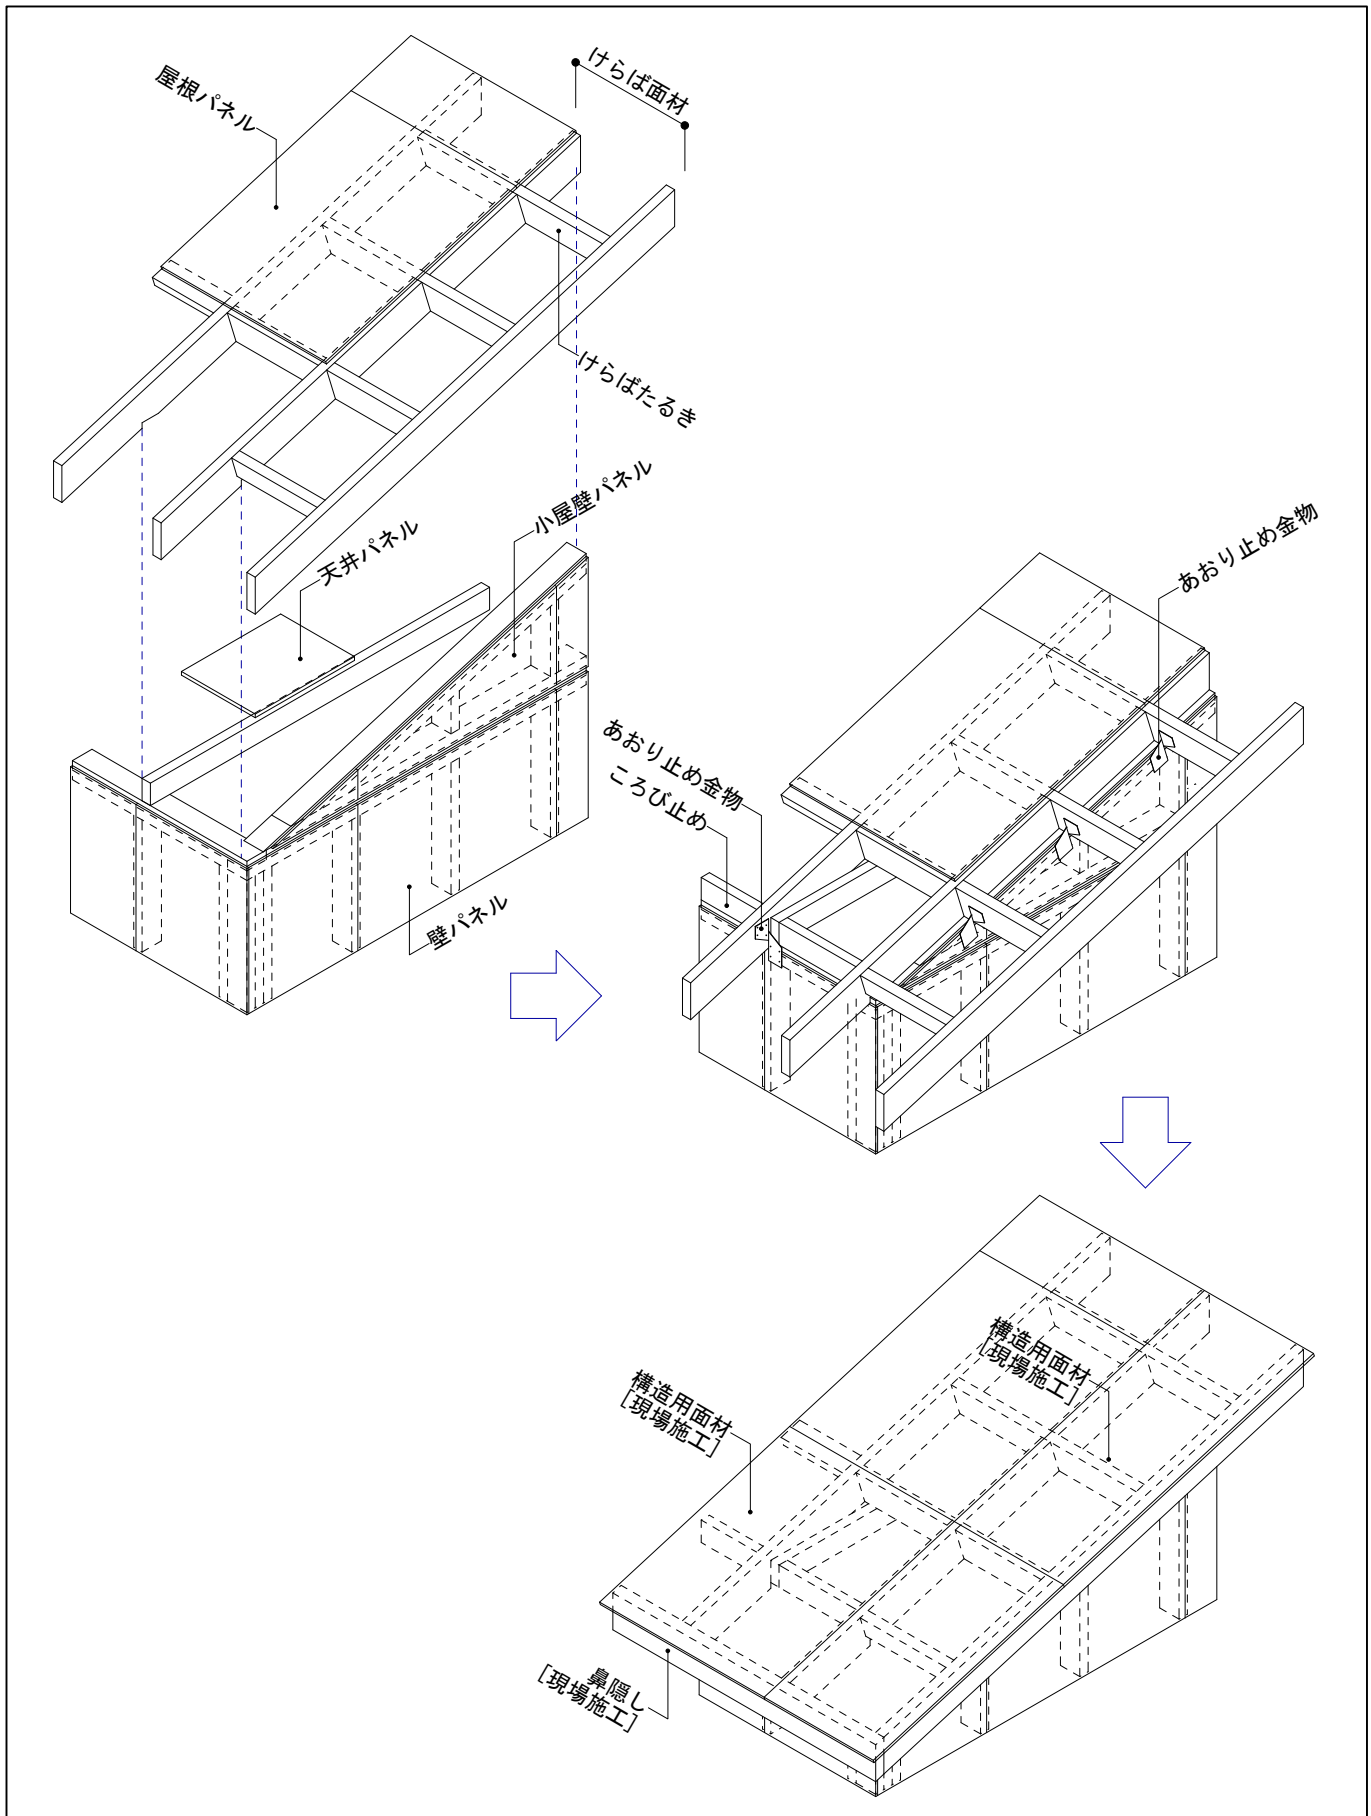 屋根パネル
けらば面材
けらばたるき
小屋壁パネル
天井パネル
壁パネル
あおり止め金物
あおり止め金物
ころび止め
構造用面材
[現場施工]
構造用面材
[現場施工]
鼻隠し
[現場施工]